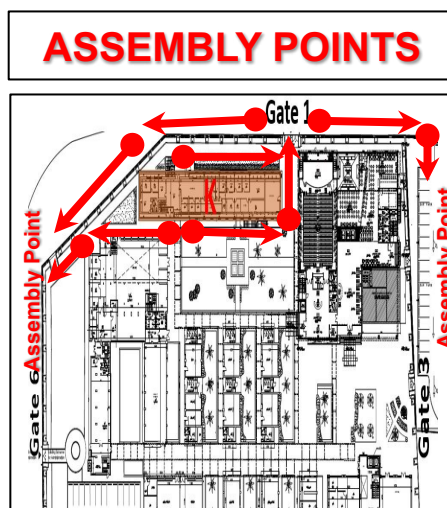 ASSEMBLY POINTS
Gate 1
K
Assembly Point
Gate 6
Assembly Point
Gate 3